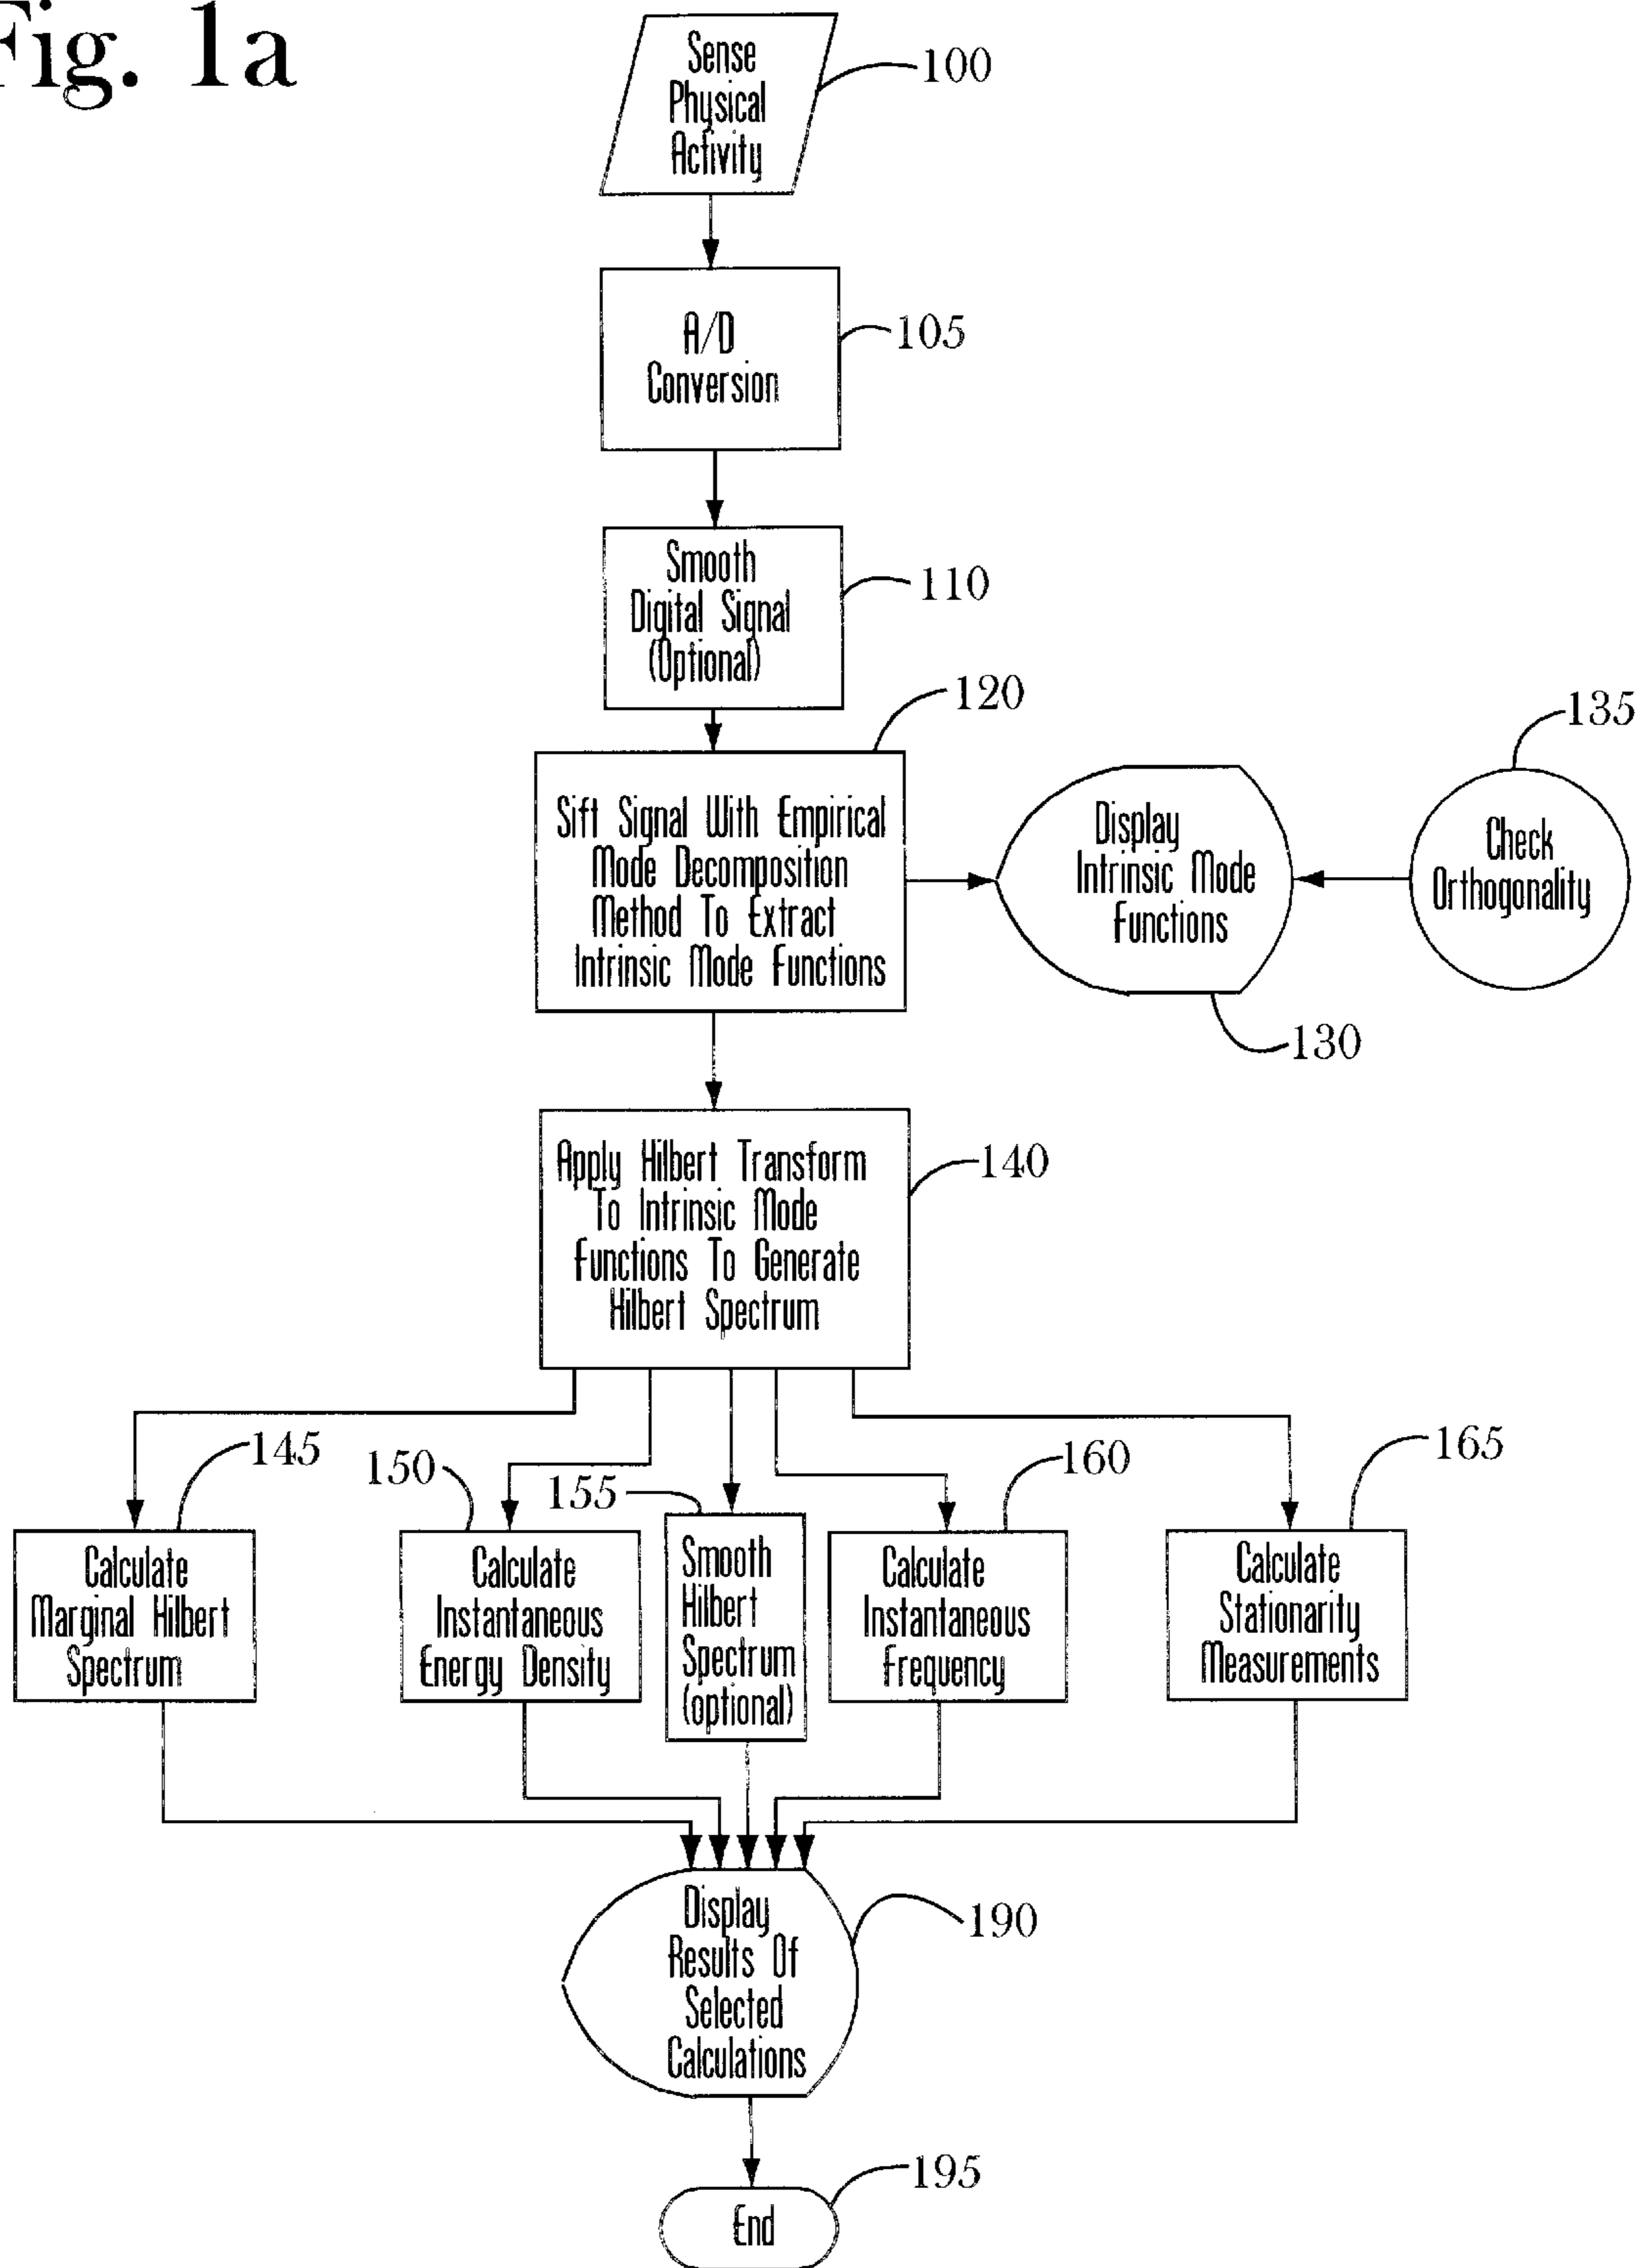 Fig. 1a
Sense
Physical
Activity
100
A/D
Conversion
105
Smooth
Digital Signal
(Optional)
110
120
Sift Signal With Empirical
Mode Decomposition
Method To Extract
Intrinsic Mode Functions
Display
Intrinsic Mode
Functions
130
135
Check
Orthogonality
Apply Hilbert Transform
To Intrinsic Mode
Functions To Generate
Hilbert Spectrum
140
145
Calculate
Marginal Hilbert
Spectrum
150
Calculate
Instantaneous
Energy Density
155
Smooth
Hilbert
Spectrum
(optional)
160
Calculate
Instantaneous
Frequency
165
Calculate
Stationarity
Measurements
Display
Results Of
Selected
Calculations
190
End
195